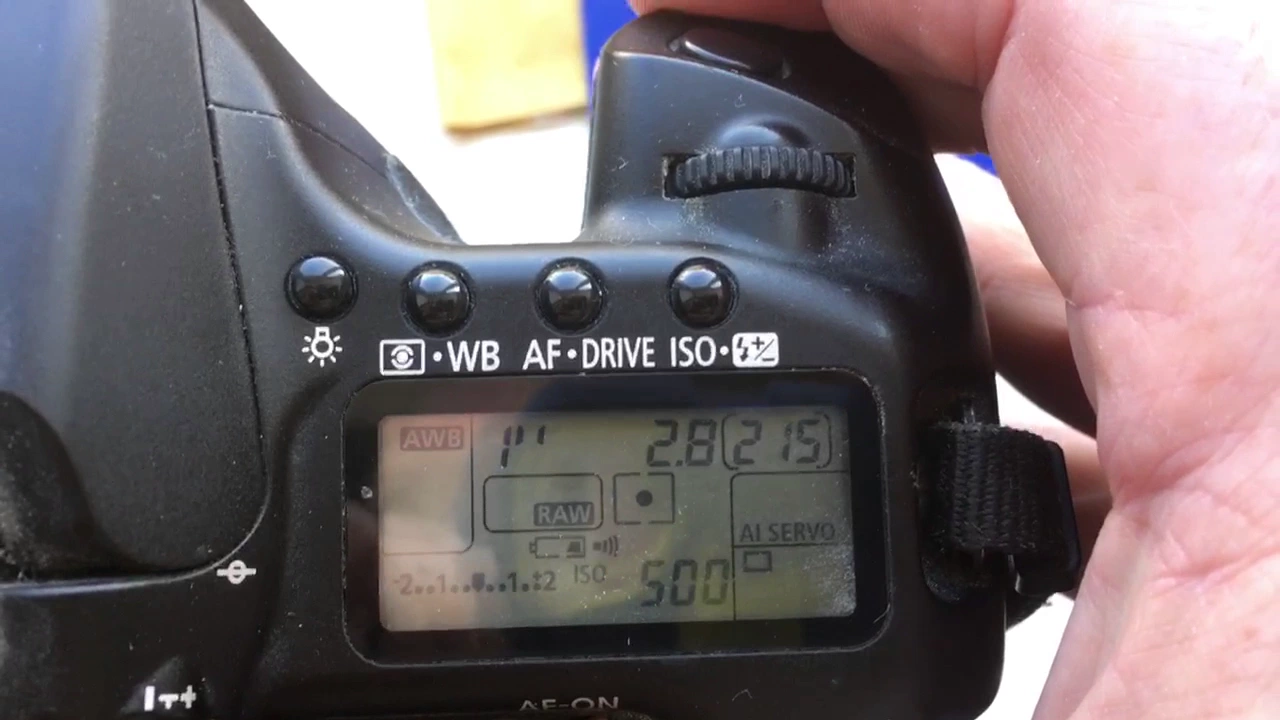 WB AF•DRIVE ISO•
AWB 1" 2.8 [215]
RAW
AI SERVO
-2..1..▼..1.:2 ISO 500
AF-ON